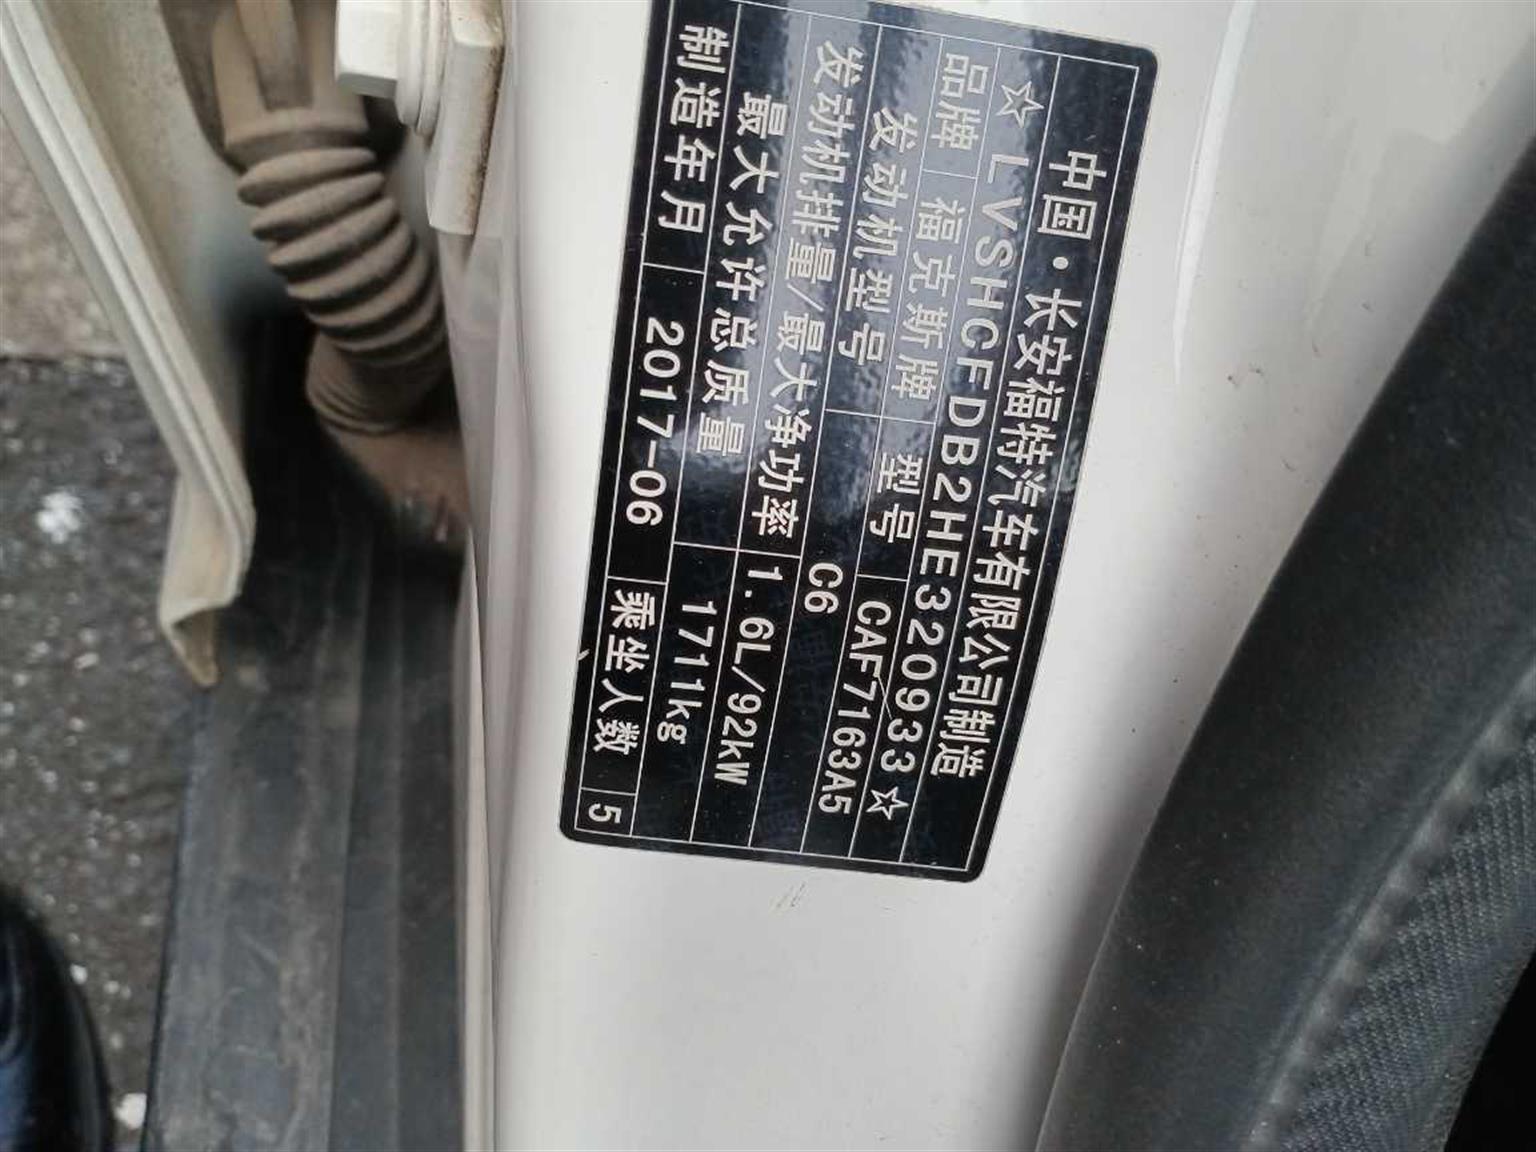 中国·长安福特汽车有限公司制造
☆ LVSHCFDB2HE320933 ☆
品牌 福克斯牌 型号 CAF7163A5
发动机型号 C6
发动机排量/最大净功率 1.6L/92kW
最大允许总质量 1711kg
制造年月 2017-06 乘坐人数 5